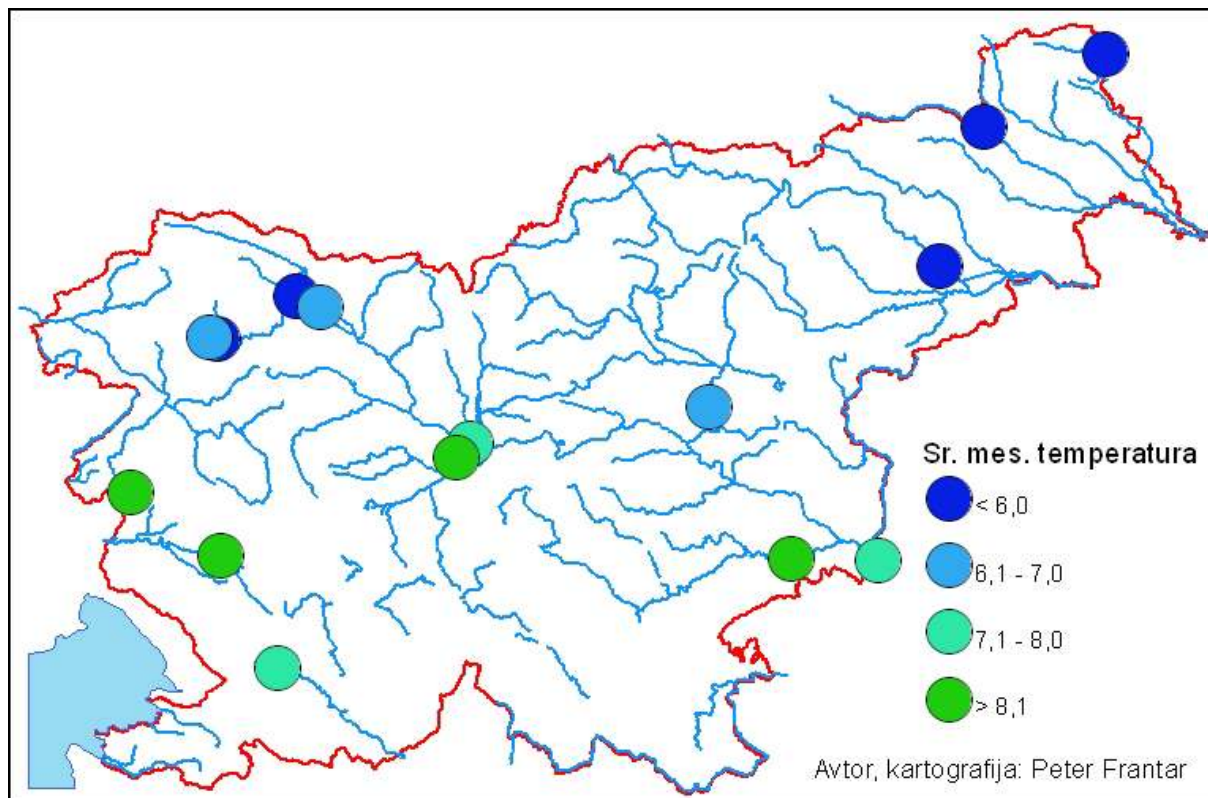 Sr. mes. temperatura
< 6,0
6,1 - 7,0
7,1 - 8,0
> 8,1
Avtor, kartografija: Peter Frantar